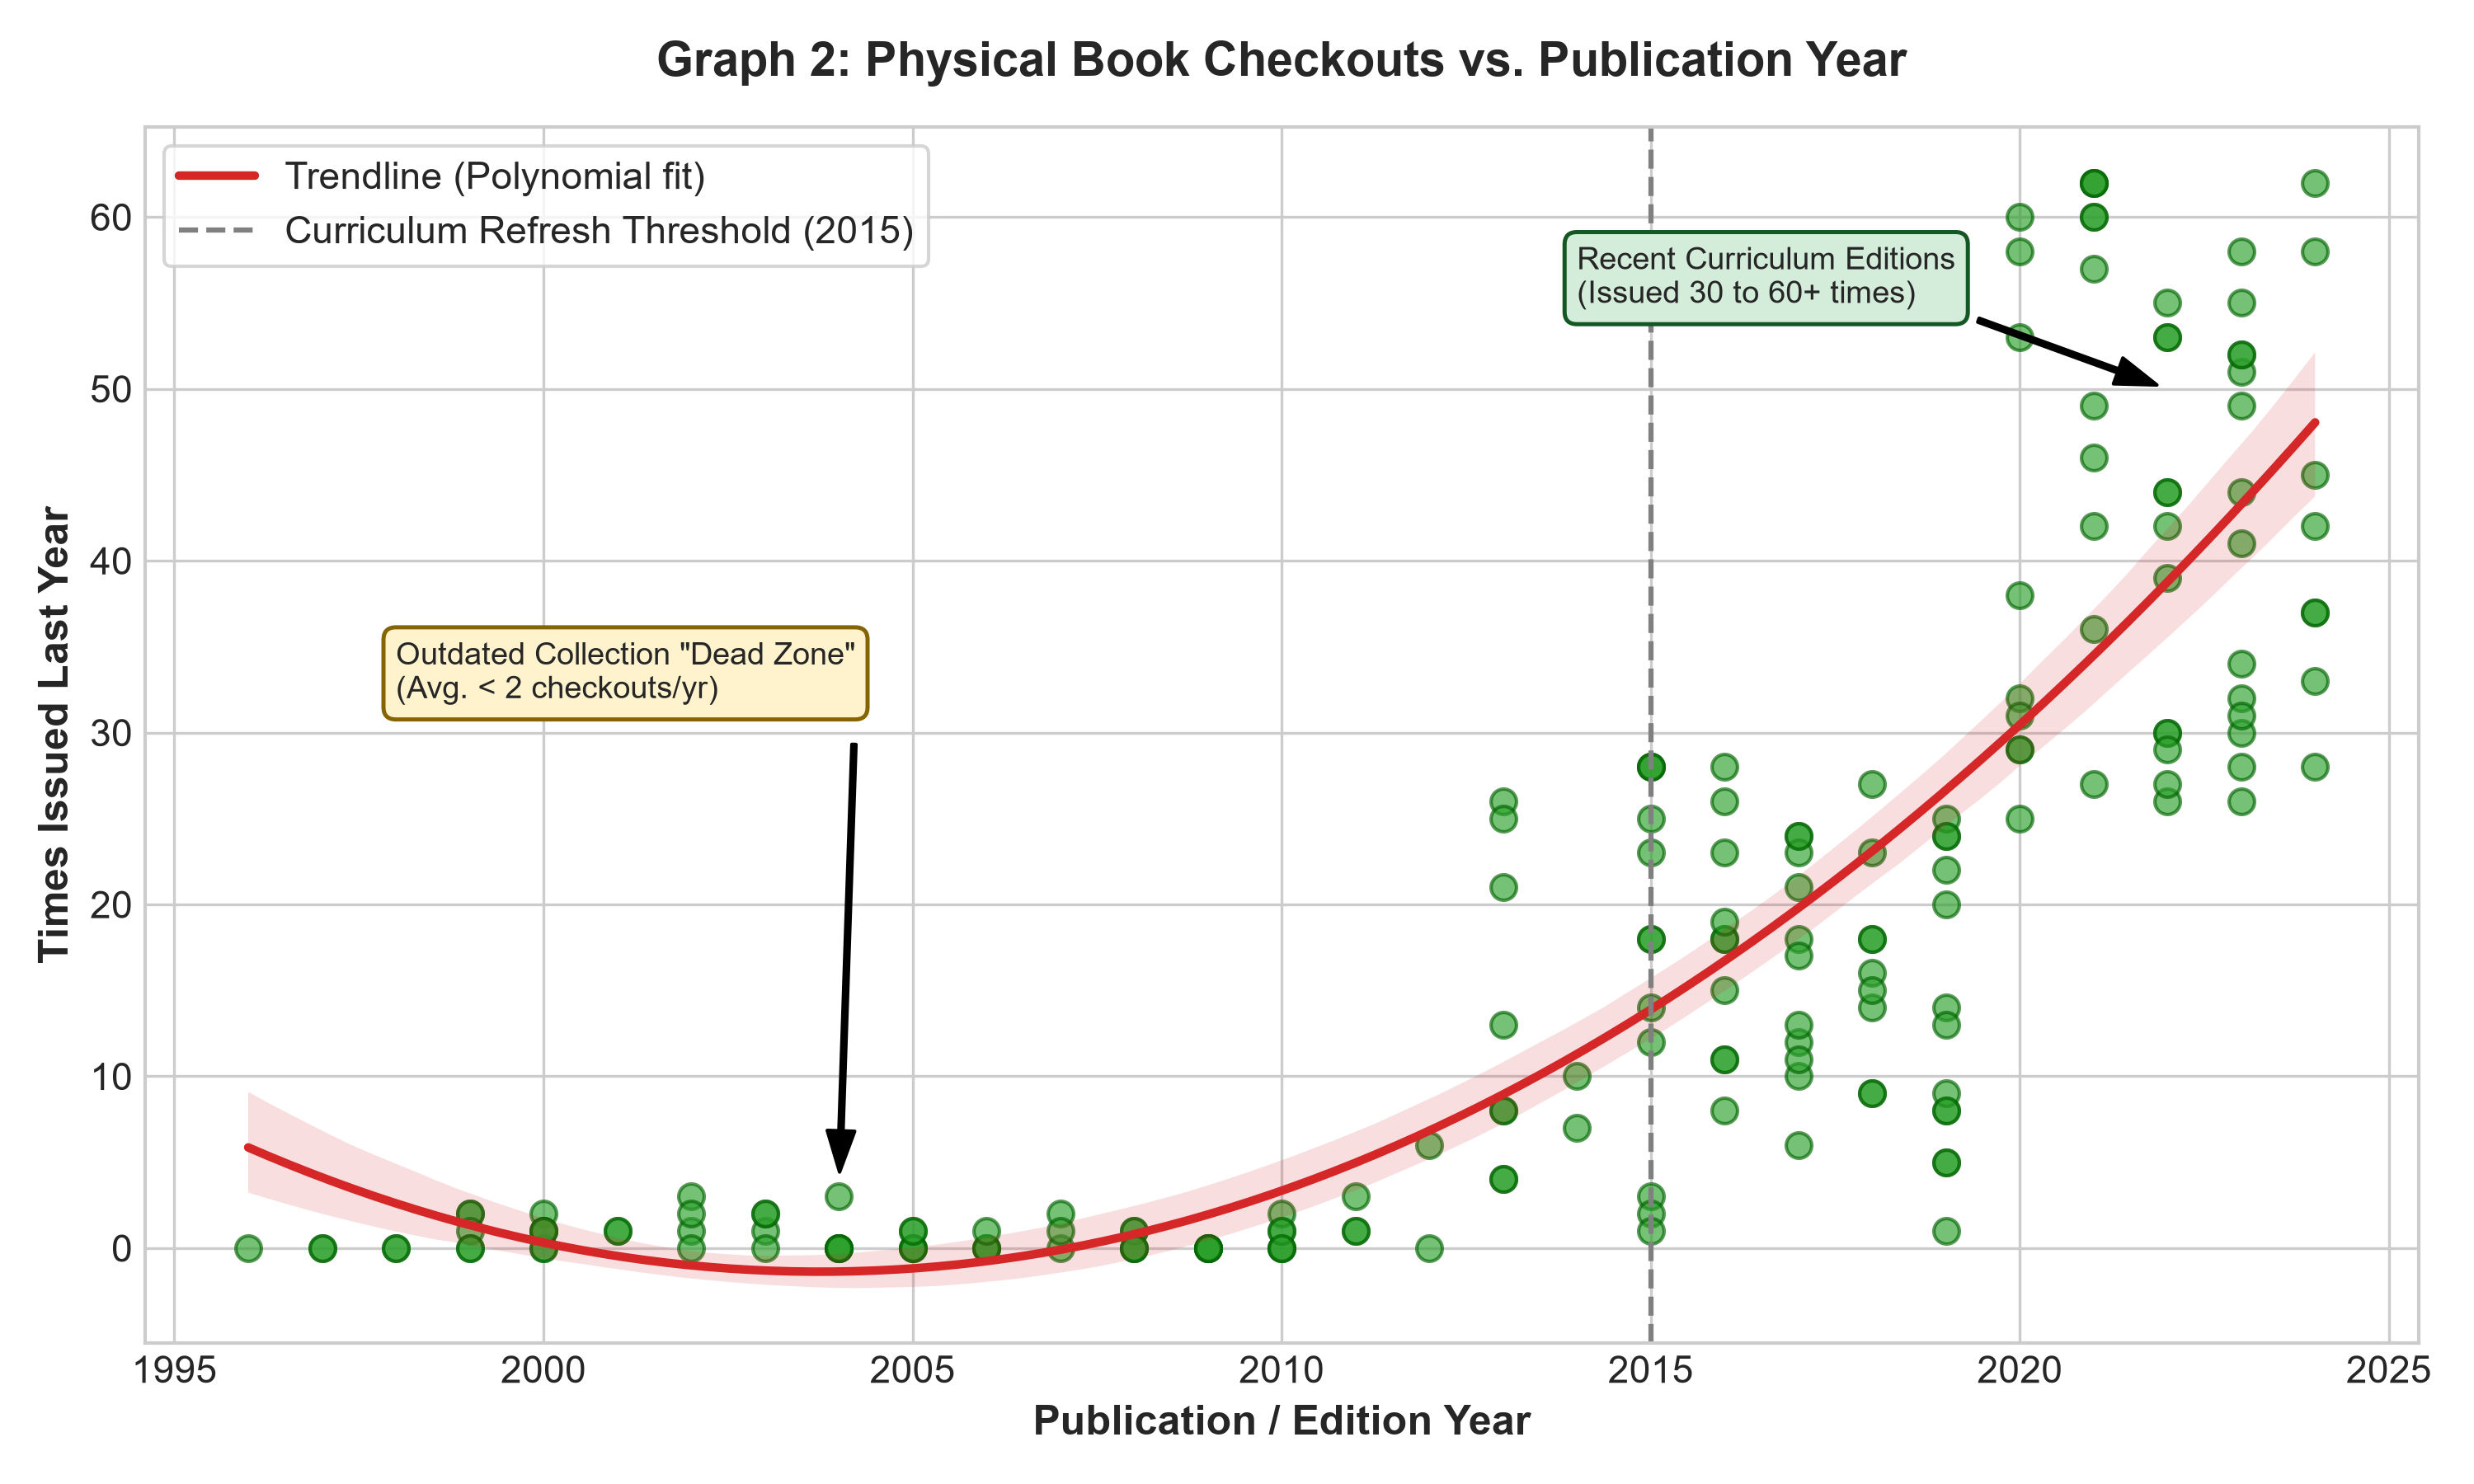 Graph 2: Physical Book Checkouts vs. Publication Year
Trendline (Polynomial fit)
Curriculum Refresh Threshold (2015)
Recent Curriculum Editions
(Issued 30 to 60+ times)
Outdated Collection "Dead Zone"
(Avg. < 2 checkouts/yr)
Times Issued Last Year
60
50
40
30
20
10
0
1995 2000 2005 2010 2015 2020 2025
Publication / Edition Year